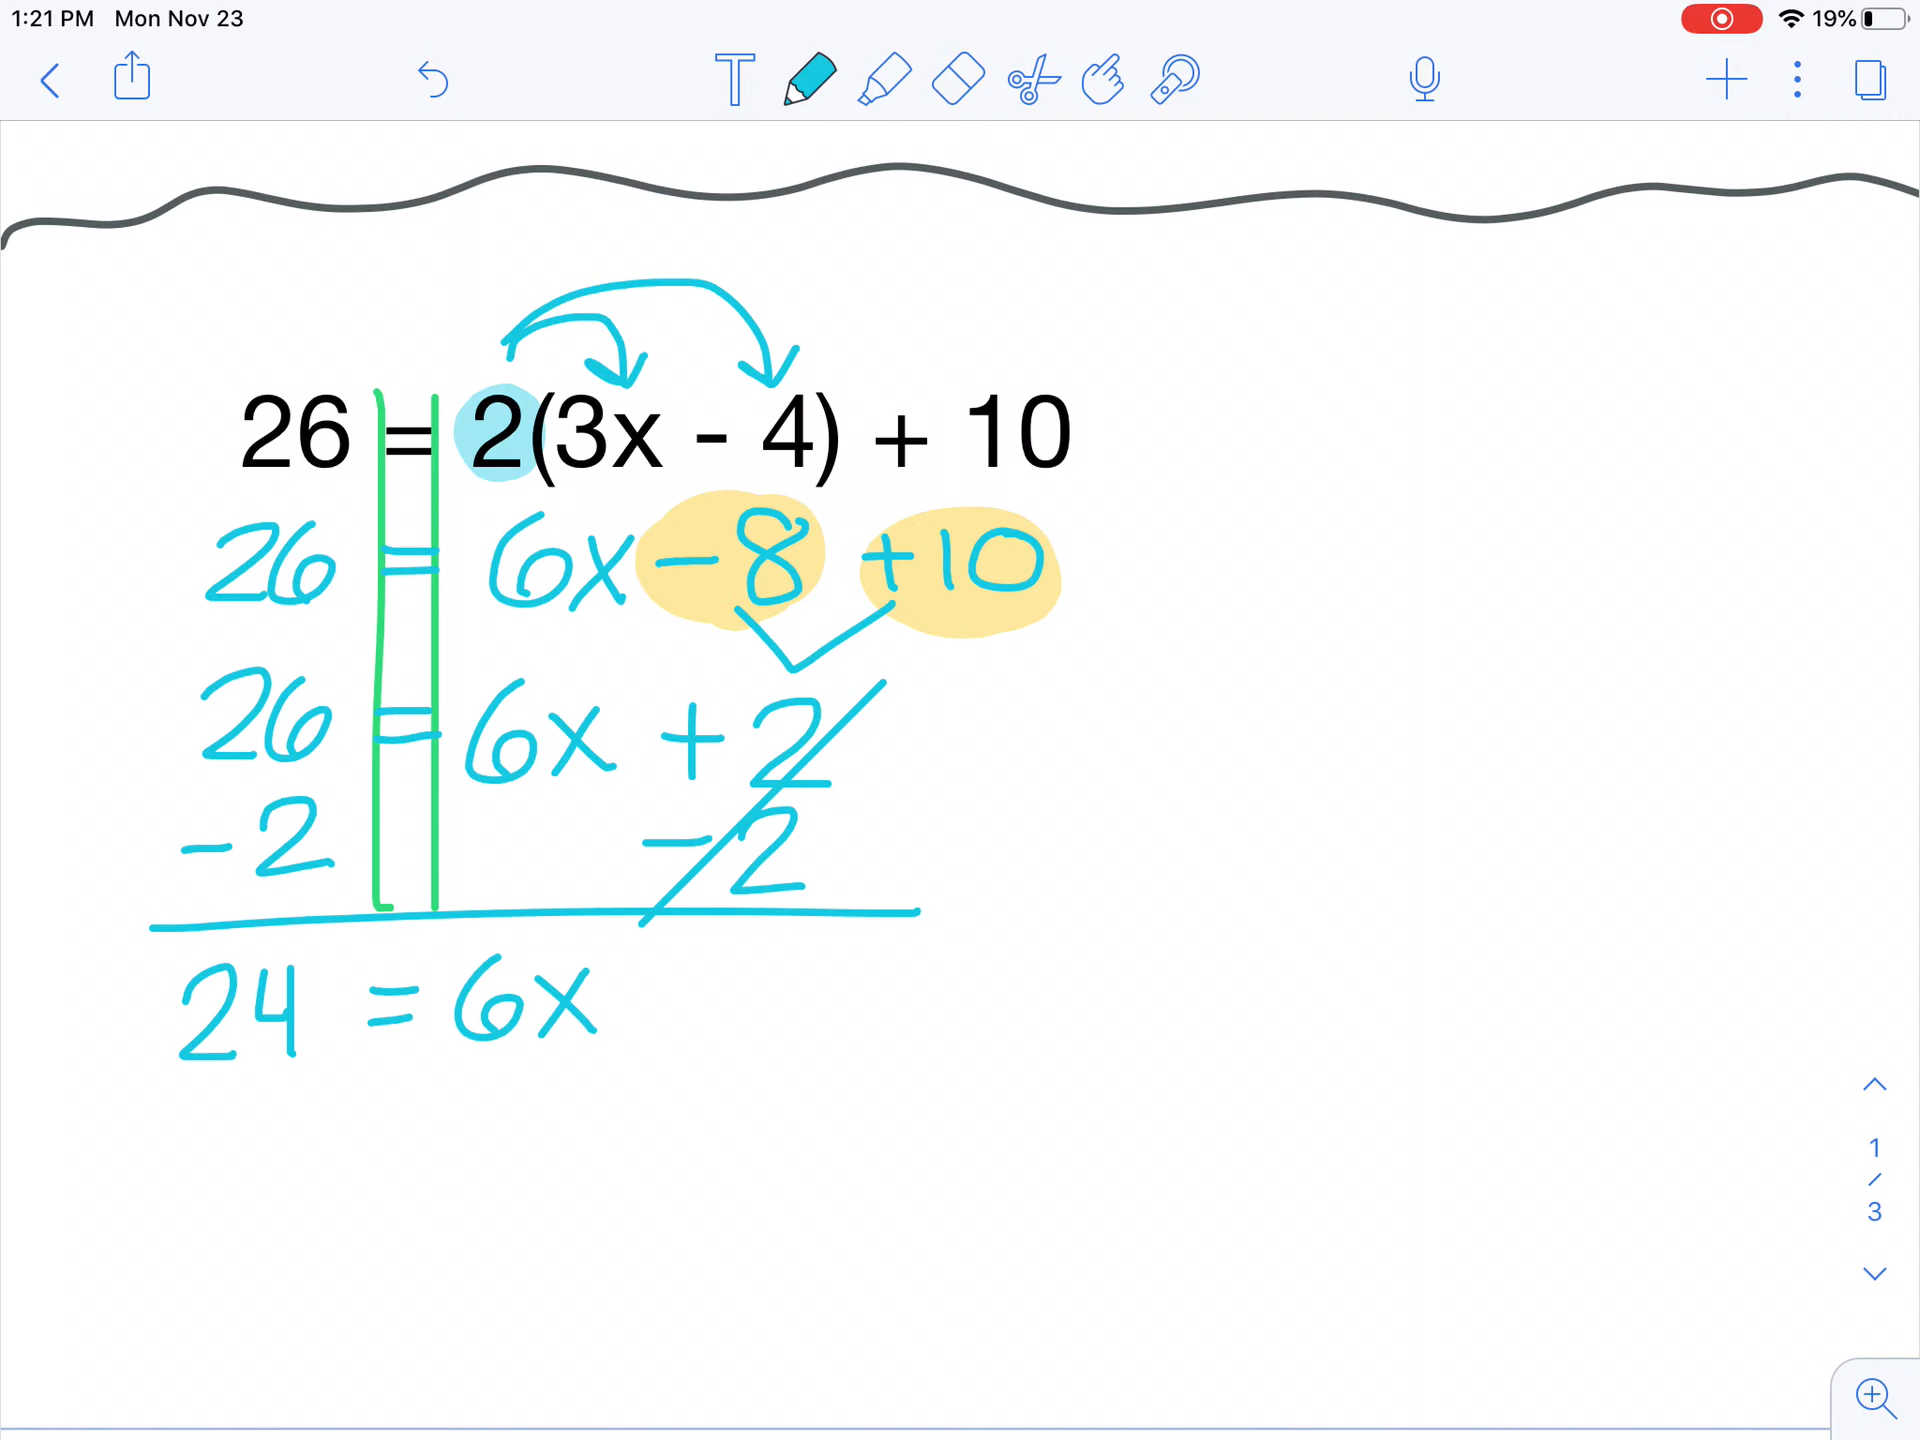 1:21 PM Mon Nov 23
19%
26 = 2(3x - 4) + 10
26 = 6x - 8 + 10
26 = 6x + 2
- 2 - 2
24 = 6x
1
/
3